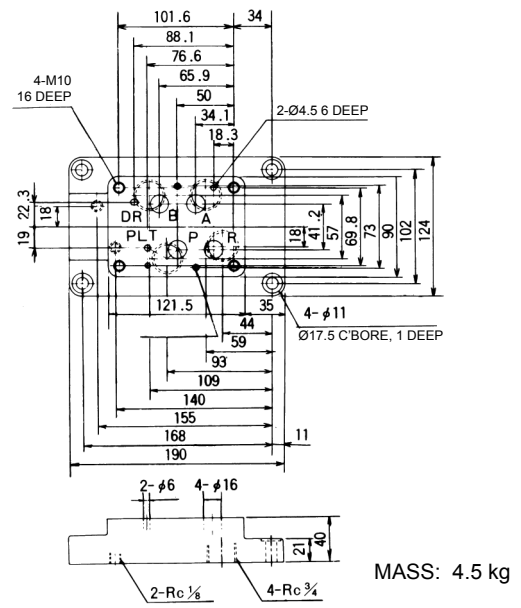 101.6
34
88.1
76.6
4-M10
16 DEEP
65.9
50
34.1
2-Ø4.5 6 DEEP
18.3
22.3
18
19
DR
B
A
PLT
P
R
18
41.2
57
69.8
73
90
102
124
121.5
35
4-φ11
Ø17.5 C'BORE, 1 DEEP
44
59
93
109
140
155
168
11
190
2-φ6
4-φ16
21
40
2-Rc ⅛
4-Rc ¾
MASS: 4.5 kg